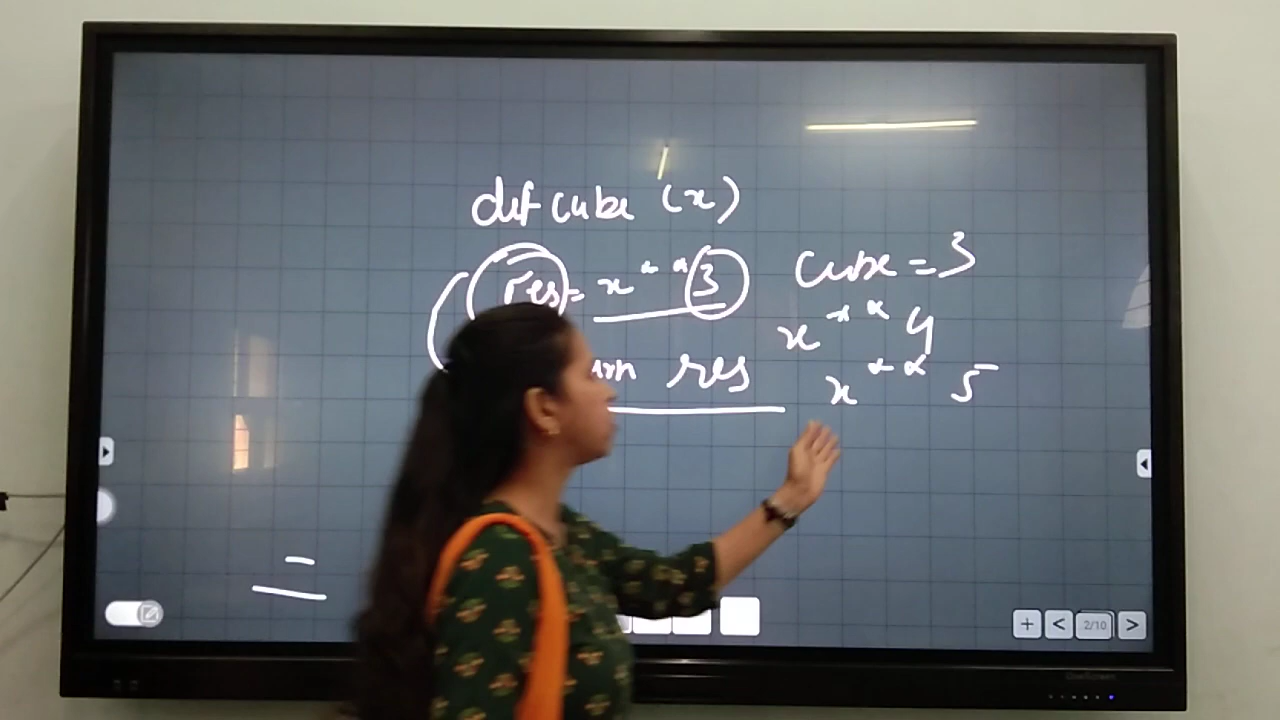 def cube (x)
res = x ** 3
res
cube = 3
x ** 4
x ** 5
2/10